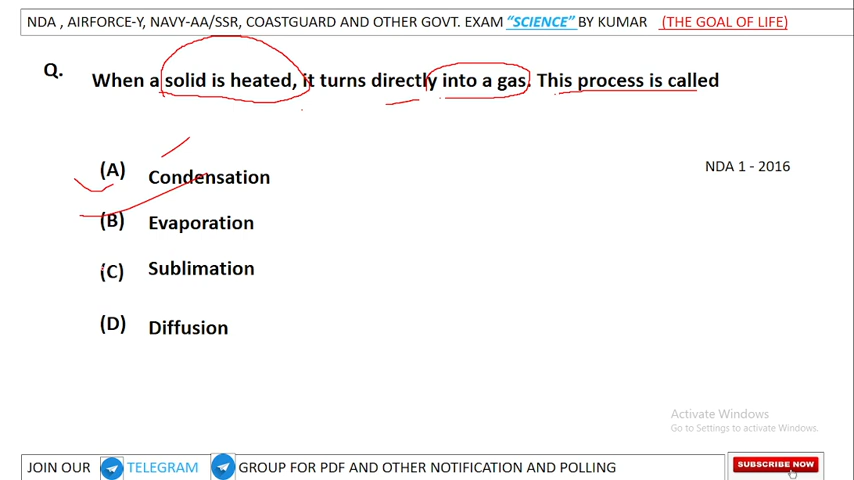 NDA , AIRFORCE-Y, NAVY-AA/SSR, COASTGUARD AND OTHER GOVT. EXAM “SCIENCE” BY KUMAR (THE GOAL OF LIFE)
Q. When a solid is heated, it turns directly into a gas. This process is called
NDA 1 - 2016
(A) Condensation
(B) Evaporation
(C) Sublimation
(D) Diffusion
Activate Windows
Go to Settings to activate Windows.
JOIN OUR TELEGRAM GROUP FOR PDF AND OTHER NOTIFICATION AND POLLING
SUBSCRIBE NOW